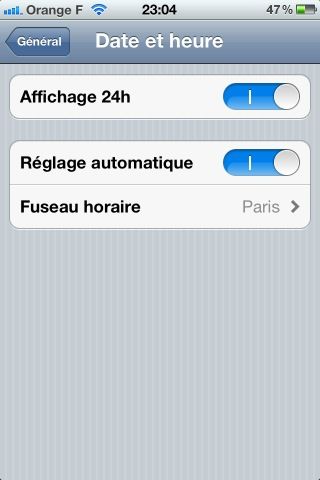 Orange F 23:04 47 %
Général Date et heure
Affichage 24h
Réglage automatique
Fuseau horaire Paris